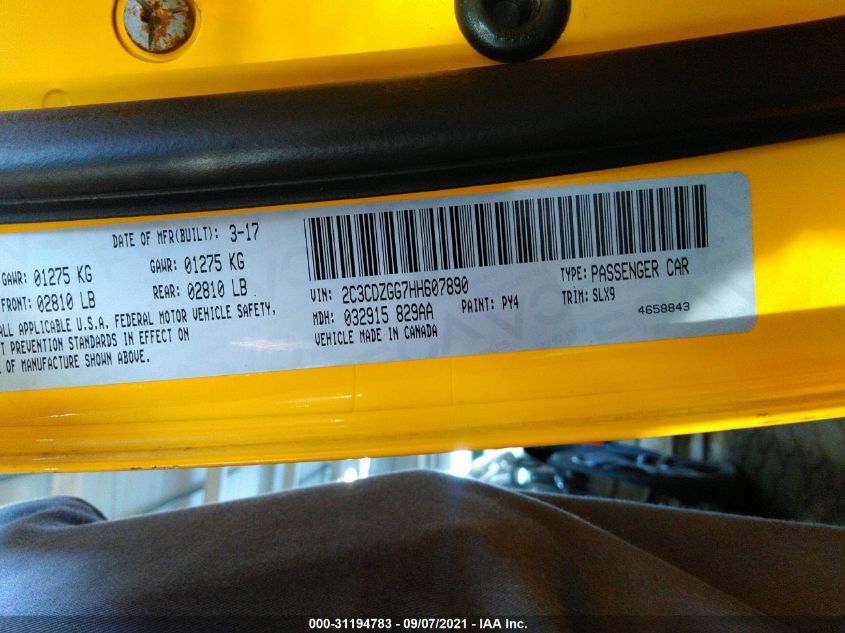 DATE OF MFR(BUILT): 3-17
GAWR: 01275 KG GAWR: 01275 KG
FRONT: 02810 LB REAR: 02810 LB
ALL APPLICABLE U.S.A. FEDERAL MOTOR VEHICLE SAFETY,
PREVENTION STANDARDS IN EFFECT ON
OF MANUFACTURE SHOWN ABOVE.
VIN: 2C3CDZGG7HH607890 TYPE: PASSENGER CAR
MDH: 032915 829AA PAINT: PY4 TRIM: SLX9
VEHICLE MADE IN CANADA 4658843
000-31194783 - 09/07/2021 - IAA Inc.